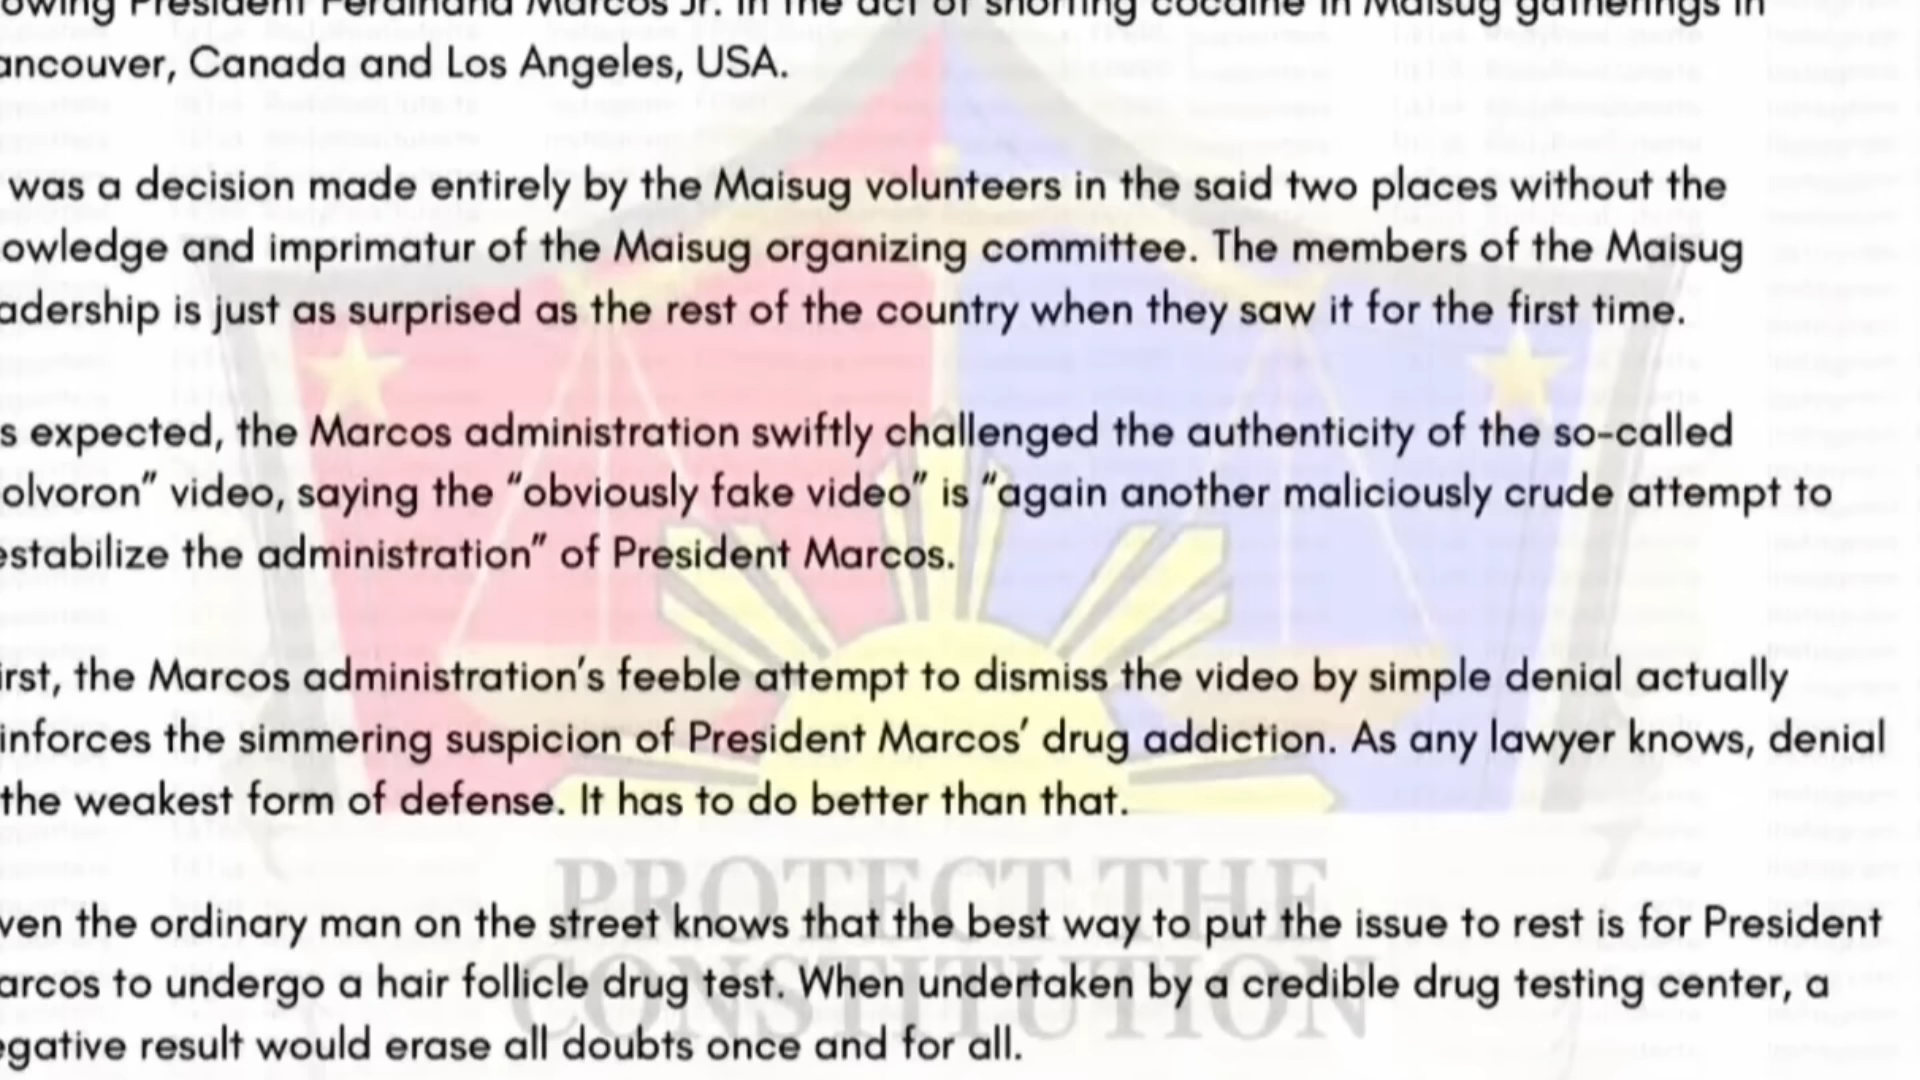 owing President Ferdinand Marcos Jr. in the act of snorting cocaine in Maisug gatherings in
ancouver, Canada and Los Angeles, USA.
was a decision made entirely by the Maisug volunteers in the said two places without the
owledge and imprimatur of the Maisug organizing committee. The members of the Maisug
adership is just as surprised as the rest of the country when they saw it for the first time.
s expected, the Marcos administration swiftly challenged the authenticity of the so-called
olvoron” video, saying the “obviously fake video” is “again another maliciously crude attempt to
estabilize the administration” of President Marcos.
irst, the Marcos administration’s feeble attempt to dismiss the video by simple denial actually
inforces the simmering suspicion of President Marcos’ drug addiction. As any lawyer knows, denial
the weakest form of defense. It has to do better than that.
PROTECT THE
ven the ordinary man on the street knows that the best way to put the issue to rest is for President
CONSTITUTION
arcos to undergo a hair follicle drug test. When undertaken by a credible drug testing center, a
egative result would erase all doubts once and for all.